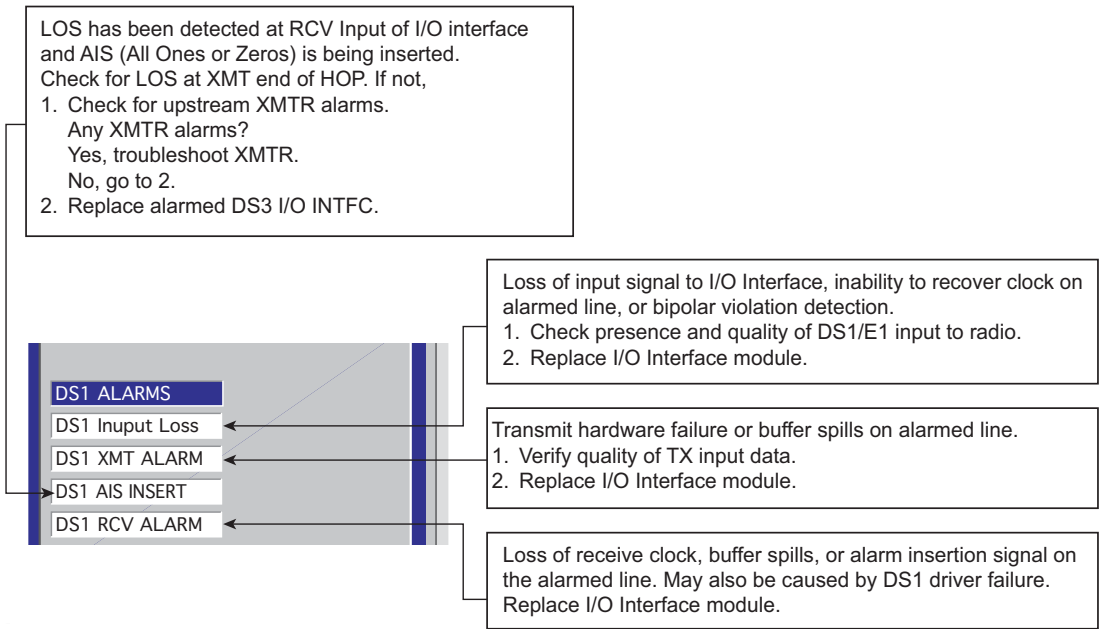 LOS has been detected at RCV Input of I/O interface
and AIS (All Ones or Zeros) is being inserted.
Check for LOS at XMT end of HOP. If not,
1. Check for upstream XMTR alarms.
Any XMTR alarms?
Yes, troubleshoot XMTR.
No, go to 2.
2. Replace alarmed DS3 I/O INTFC.
Loss of input signal to I/O Interface, inability to recover clock on
alarmed line, or bipolar violation detection.
1. Check presence and quality of DS1/E1 input to radio.
2. Replace I/O Interface module.
DS1 ALARMS
DS1 Inuput Loss
DS1 XMT ALARM
DS1 AIS INSERT
DS1 RCV ALARM
Transmit hardware failure or buffer spills on alarmed line.
1. Verify quality of TX input data.
2. Replace I/O Interface module.
Loss of receive clock, buffer spills, or alarm insertion signal on
the alarmed line. May also be caused by DS1 driver failure.
Replace I/O Interface module.